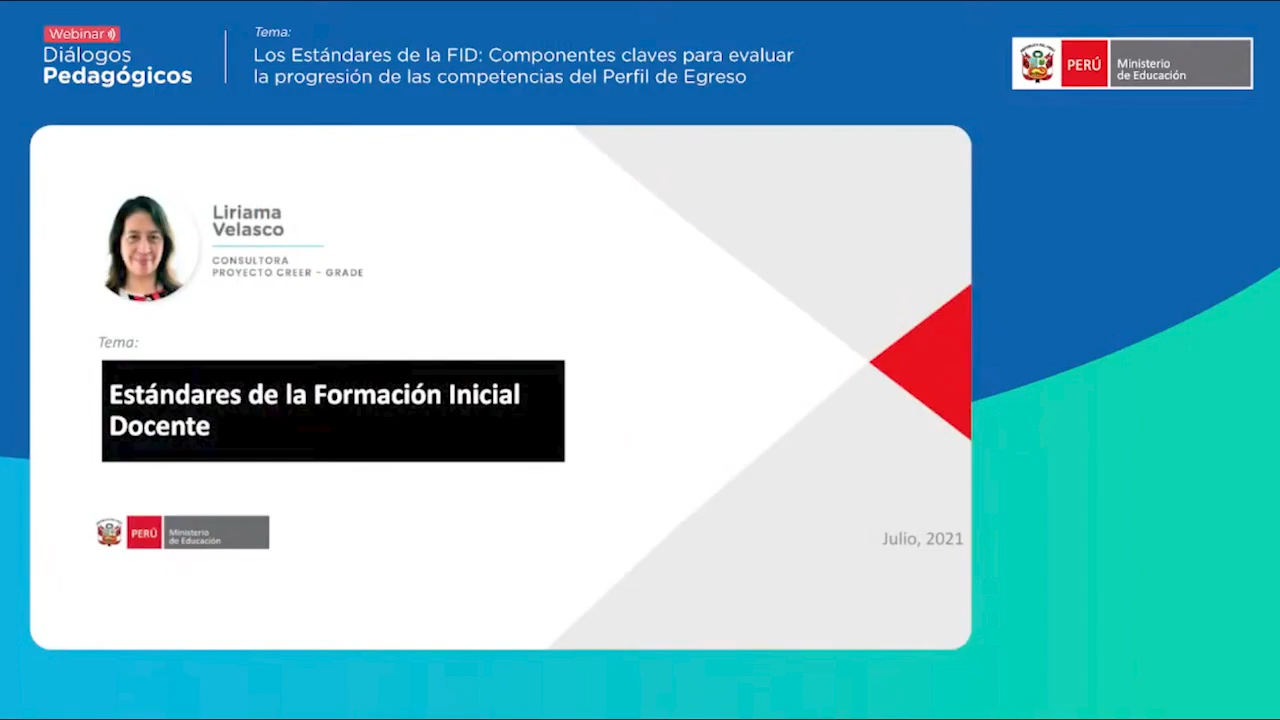 Webinar
Diálogos
Pedagógicos
Tema:
Los Estándares de la FID: Componentes claves para evaluar
la progresión de las competencias del Perfil de Egreso
PERÚ
Ministerio
de Educación
Liriama
Velasco
CONSULTORA
PROYECTO CREER - GRADE
Tema:
Estándares de la Formación Inicial
Docente
PERÚ
Ministerio
de Educación
Julio, 2021